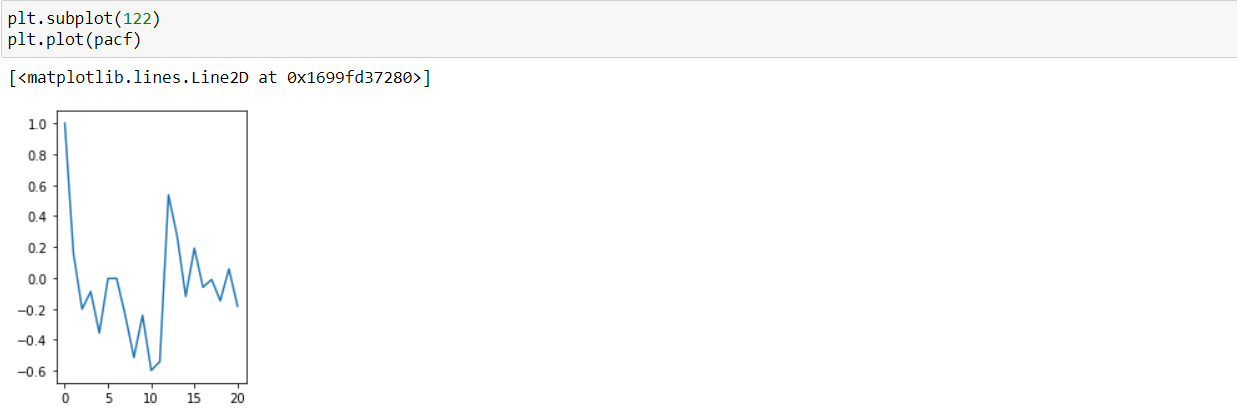 plt.subplot(122)
plt.plot(pacf)
[<matplotlib.lines.Line2D at 0x1699fd37280>]
1.0
0.8
0.6
0.4
0.2
0.0
−0.2
−0.4
−0.6
0 5 10 15 20